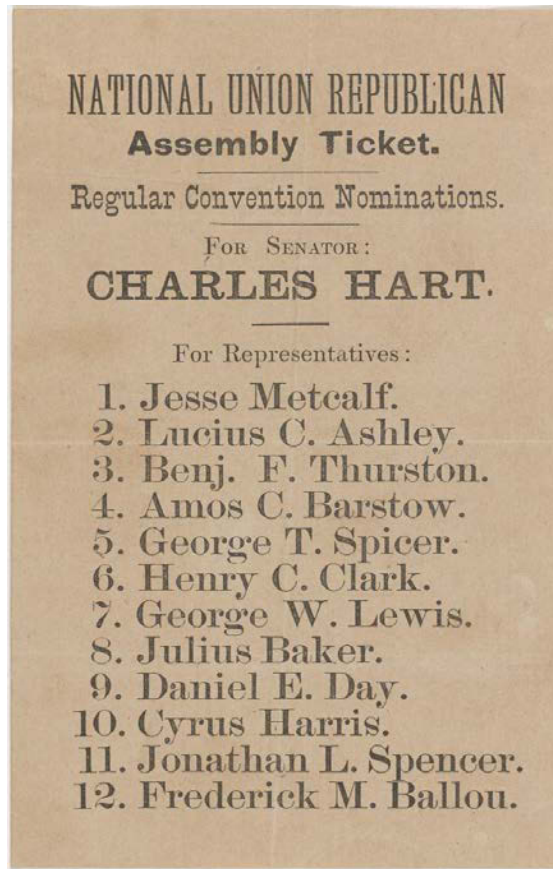 NATIONAL UNION REPUBLICAN
Assembly Ticket.
Regular Convention Nominations.
For Senator:
CHARLES HART.
For Representatives:
1. Jesse Metcalf.
2. Lucius C. Ashley.
3. Benj. F. Thurston.
4. Amos C. Barstow.
5. George T. Spicer.
6. Henry C. Clark.
7. George W. Lewis.
8. Julius Baker.
9. Daniel E. Day.
10. Cyrus Harris.
11. Jonathan L. Spencer.
12. Frederick M. Ballou.